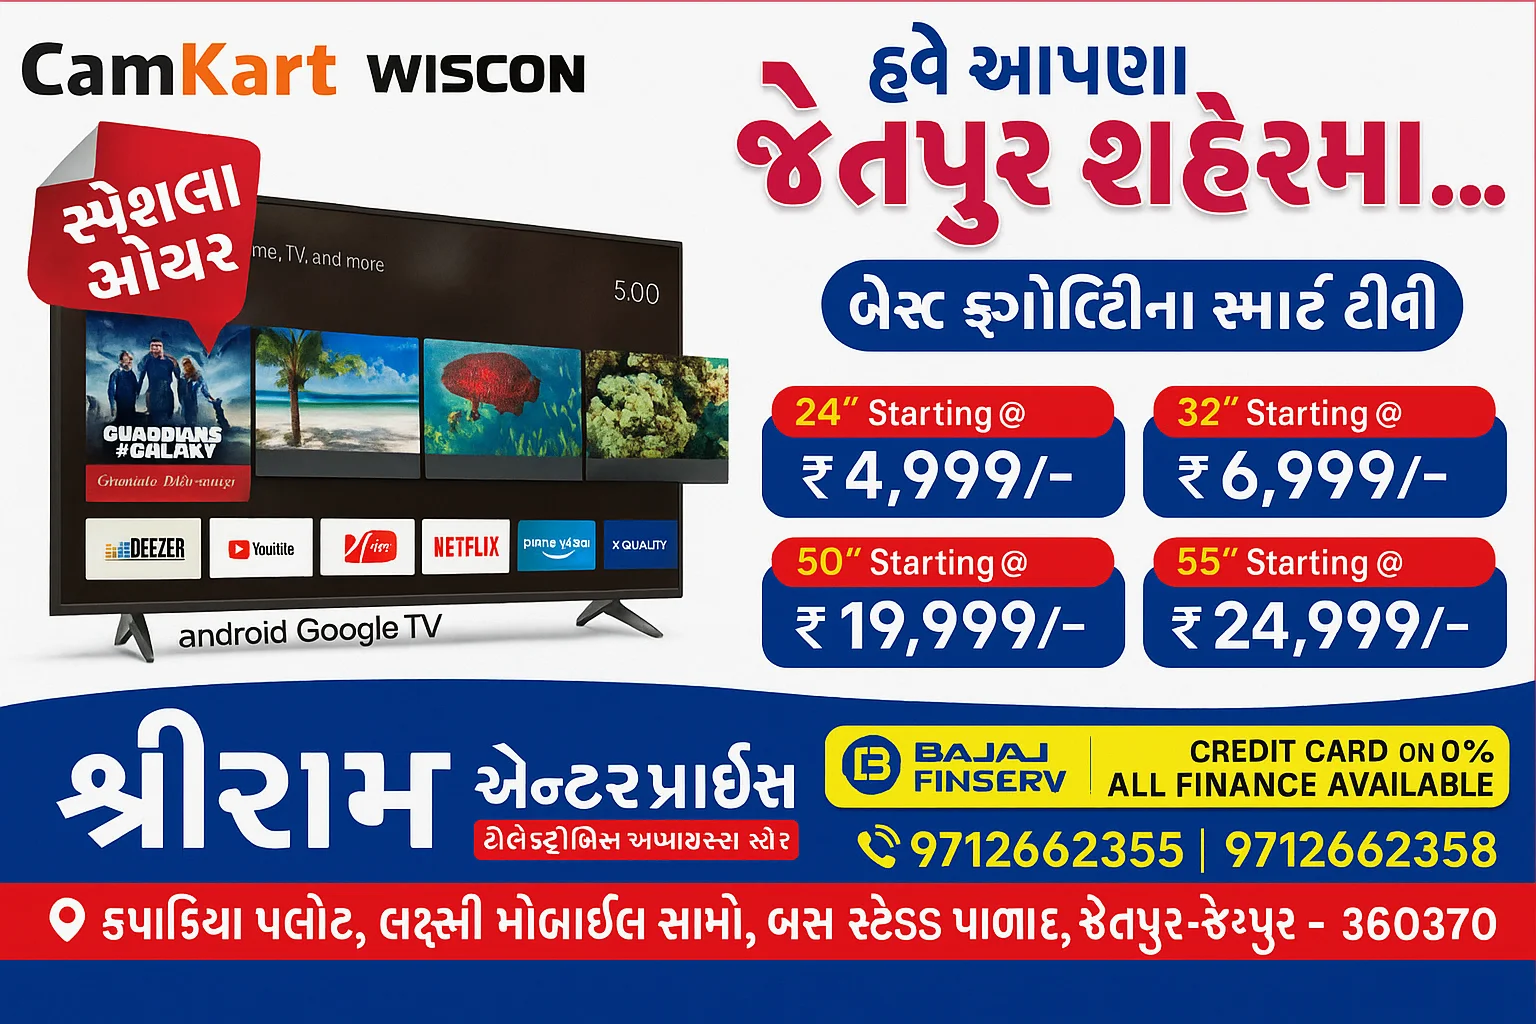 CamKart WISCON
સ્પેશલા
ઓચર
me, TV, and more
5.00
GUADDIANS
#GALAKY
DEEZER
Youitite
NETFLIX
X QUALITY
android Google TV
હવે આપણા
જેતપુર શહેરમા...
બેસ્ટ ના સ્માર્ટ ટીવી
24" Starting @
₹ 4,999/-
32" Starting @
₹ 6,999/-
50" Starting @
₹ 19,999/-
55" Starting @
₹ 24,999/-
શ્રીરામ એન્ટરપ્રાઈસ
સ્ટોર
BAJAJ
FINSERV
CREDIT CARD ON 0%
ALL FINANCE AVAILABLE
9712662355 | 9712662358
કપાકિયા પલોટ, લક્ષ્મી મોબાઈલ સામો, બસ પાળાદ, - 360370